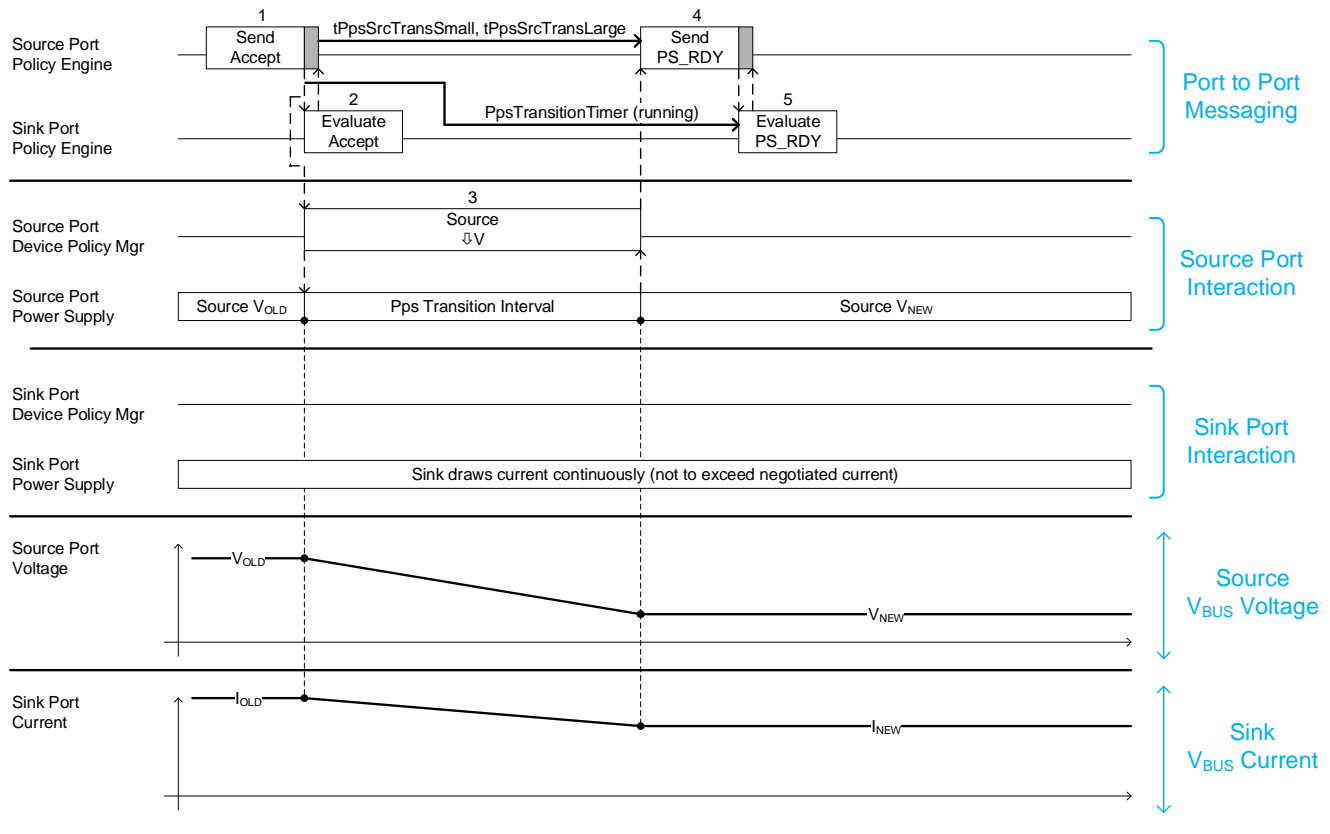 1
tPpsSrcTransSmall, tPpsSrcTransLarge
4
Source Port
Policy Engine
Send
Accept
Send
PS_RDY
Port to Port
Messaging
2
PpsTransitionTimer (running)
5
Sink Port
Policy Engine
Evaluate
Accept
Evaluate
PS_RDY
3
Source Port
Device Policy Mgr
Source
⇩V
Source Port
Interaction
Source Port
Power Supply
Source VOLD
Pps Transition Interval
Source VNEW
Sink Port
Device Policy Mgr
Sink Port
Interaction
Sink Port
Power Supply
Sink draws current continuously (not to exceed negotiated current)
Source Port
Voltage
VOLD
VNEW
Source
VBUS Voltage
Sink Port
Current
IOLD
INEW
Sink
VBUS Current